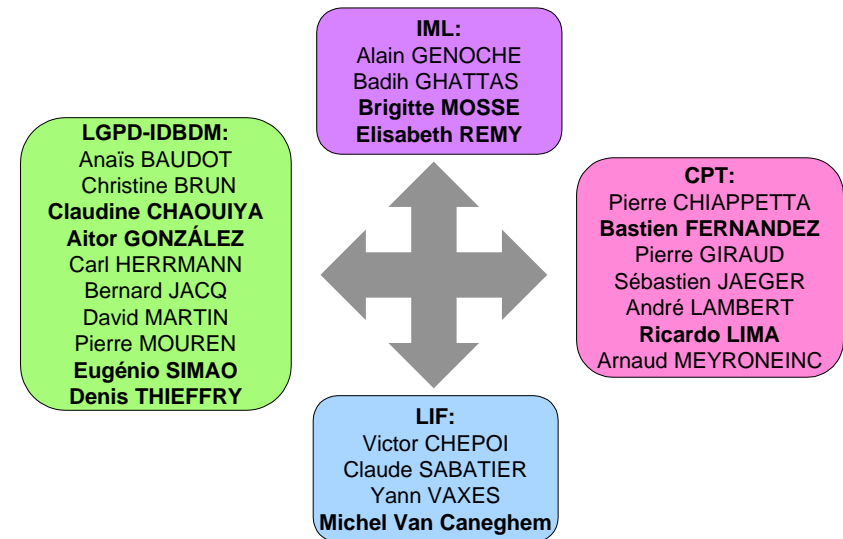 IML:
Alain GENOCHE
Badih GHATTAS
Brigitte MOSSE
Elisabeth REMY
LGPD-IDBDM:
Anaïs BAUDOT
Christine BRUN
Claudine CHAOUIYA
Aitor GONZÁLEZ
Carl HERRMANN
Bernard JACQ
David MARTIN
Pierre MOUREN
Eugénio SIMAO
Denis THIEFFRY
CPT:
Pierre CHIAPPETTA
Bastien FERNANDEZ
Pierre GIRAUD
Sébastien JAEGER
André LAMBERT
Ricardo LIMA
Arnaud MEYRONEINC
LIF:
Victor CHEPOI
Claude SABATIER
Yann VAXES
Michel Van Caneghem